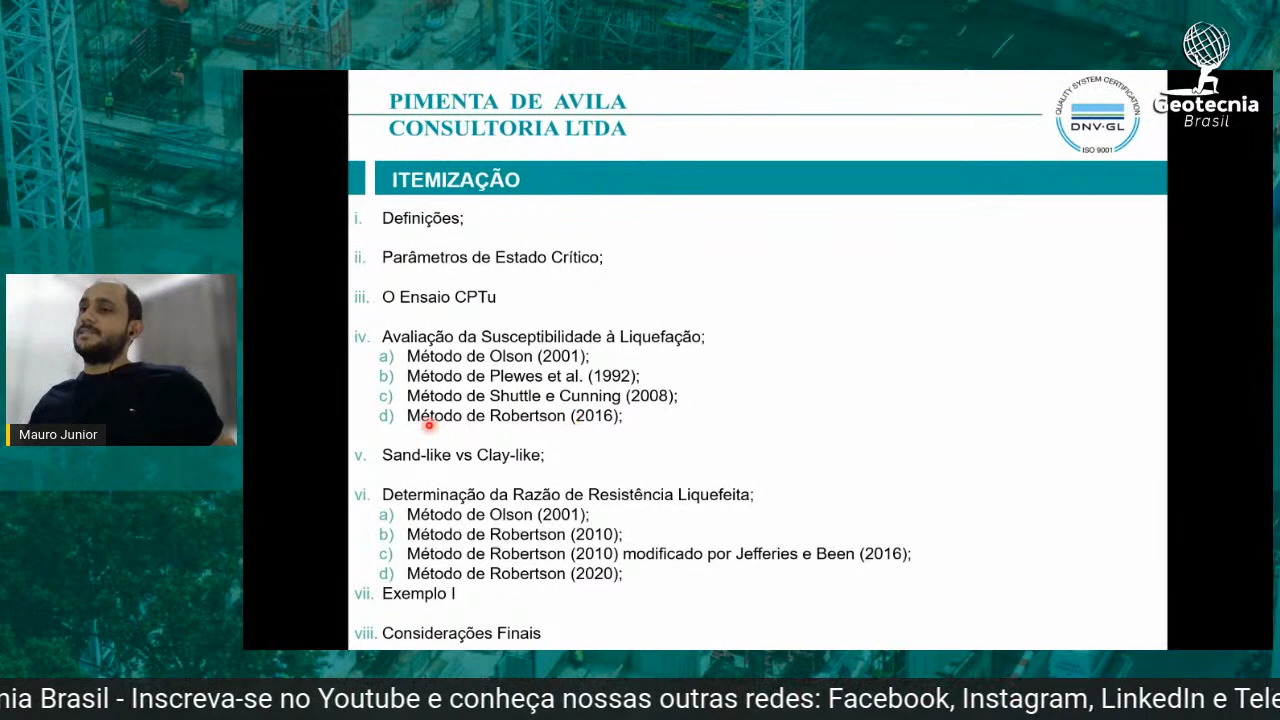 PIMENTA DE AVILA
CONSULTORIA LTDA
QUALITY SYSTEM CERTIFICATION
DNV·GL
ISO 9001
Geotecnia
Brasil
ITEMIZAÇÃO
i. Definições;
ii. Parâmetros de Estado Crítico;
iii. O Ensaio CPTu
iv. Avaliação da Susceptibilidade à Liquefação;
a) Método de Olson (2001);
b) Método de Plewes et al. (1992);
c) Método de Shuttle e Cunning (2008);
d) Método de Robertson (2016);
v. Sand-like vs Clay-like;
vi. Determinação da Razão de Resistência Liquefeita;
a) Método de Olson (2001);
b) Método de Robertson (2010);
c) Método de Robertson (2010) modificado por Jefferies e Been (2016);
d) Método de Robertson (2020);
vii. Exemplo I
viii. Considerações Finais
Mauro Junior
nia Brasil - Inscreva-se no Youtube e conheça nossas outras redes: Facebook, Instagram, LinkedIn e Tele